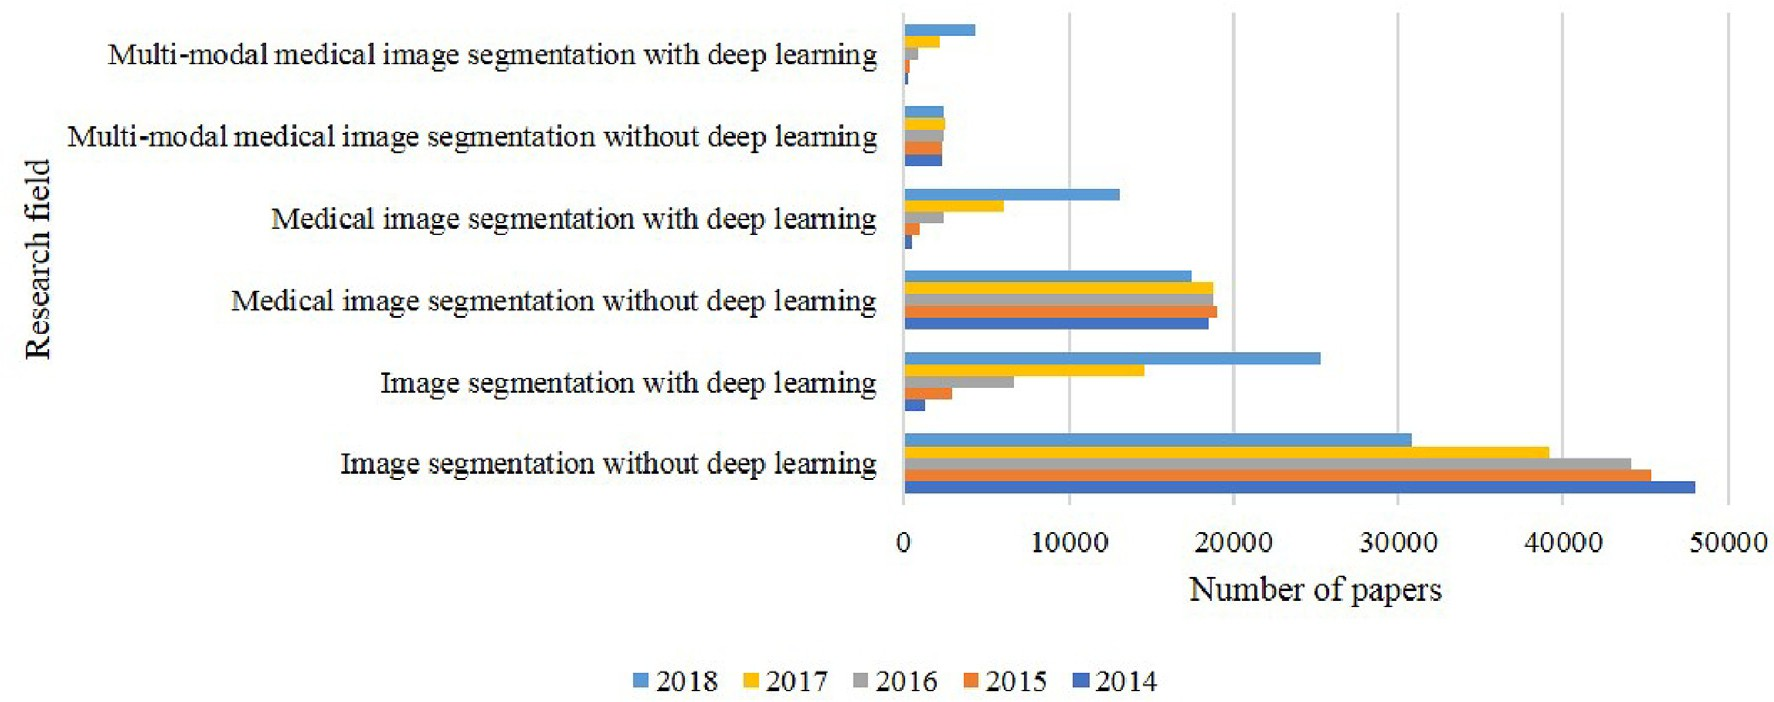 Research field
Multi-modal medical image segmentation with deep learning
Multi-modal medical image segmentation without deep learning
Medical image segmentation with deep learning
Medical image segmentation without deep learning
Image segmentation with deep learning
Image segmentation without deep learning
0 10000 20000 30000 40000 50000
Number of papers
2018 2017 2016 2015 2014